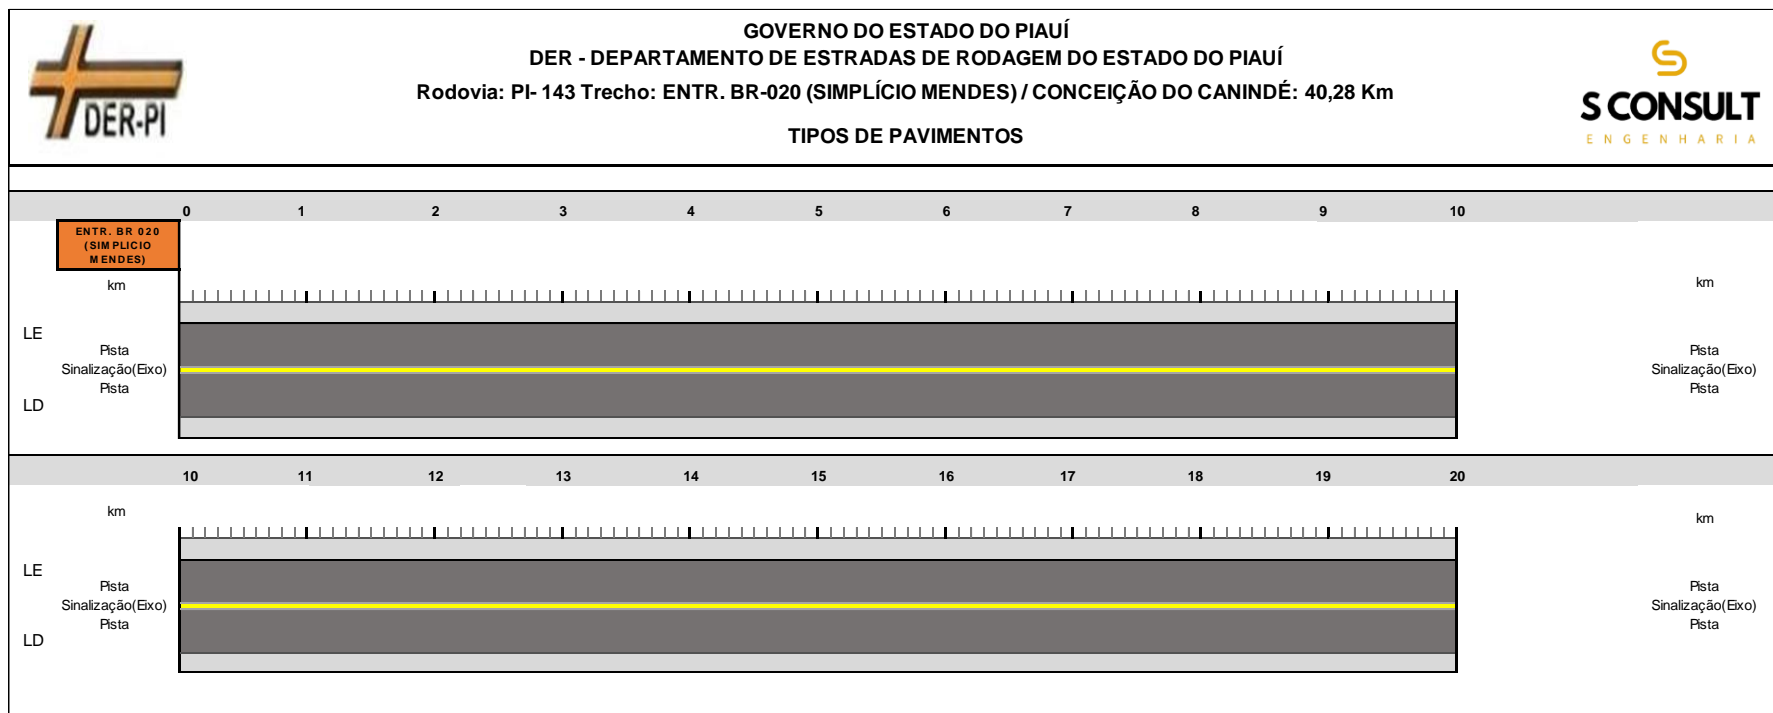 DER-PI
GOVERNO DO ESTADO DO PIAUÍ
DER - DEPARTAMENTO DE ESTRADAS DE RODAGEM DO ESTADO DO PIAUÍ
Rodovia: PI- 143 Trecho: ENTR. BR-020 (SIMPLÍCIO MENDES) / CONCEIÇÃO DO CANINDÉ: 40,28 Km
TIPOS DE PAVIMENTOS
S CONSULT
ENGENHARIA
0 1 2 3 4 5 6 7 8 9 10
ENTR. BR 020
(SIMPLICIO
MENDES)
km km
LE
Pista Pista
Sinalização(Eixo) Sinalização(Eixo)
Pista Pista
LD
10 11 12 13 14 15 16 17 18 19 20
km km
LE
Pista Pista
Sinalização(Eixo) Sinalização(Eixo)
Pista Pista
LD